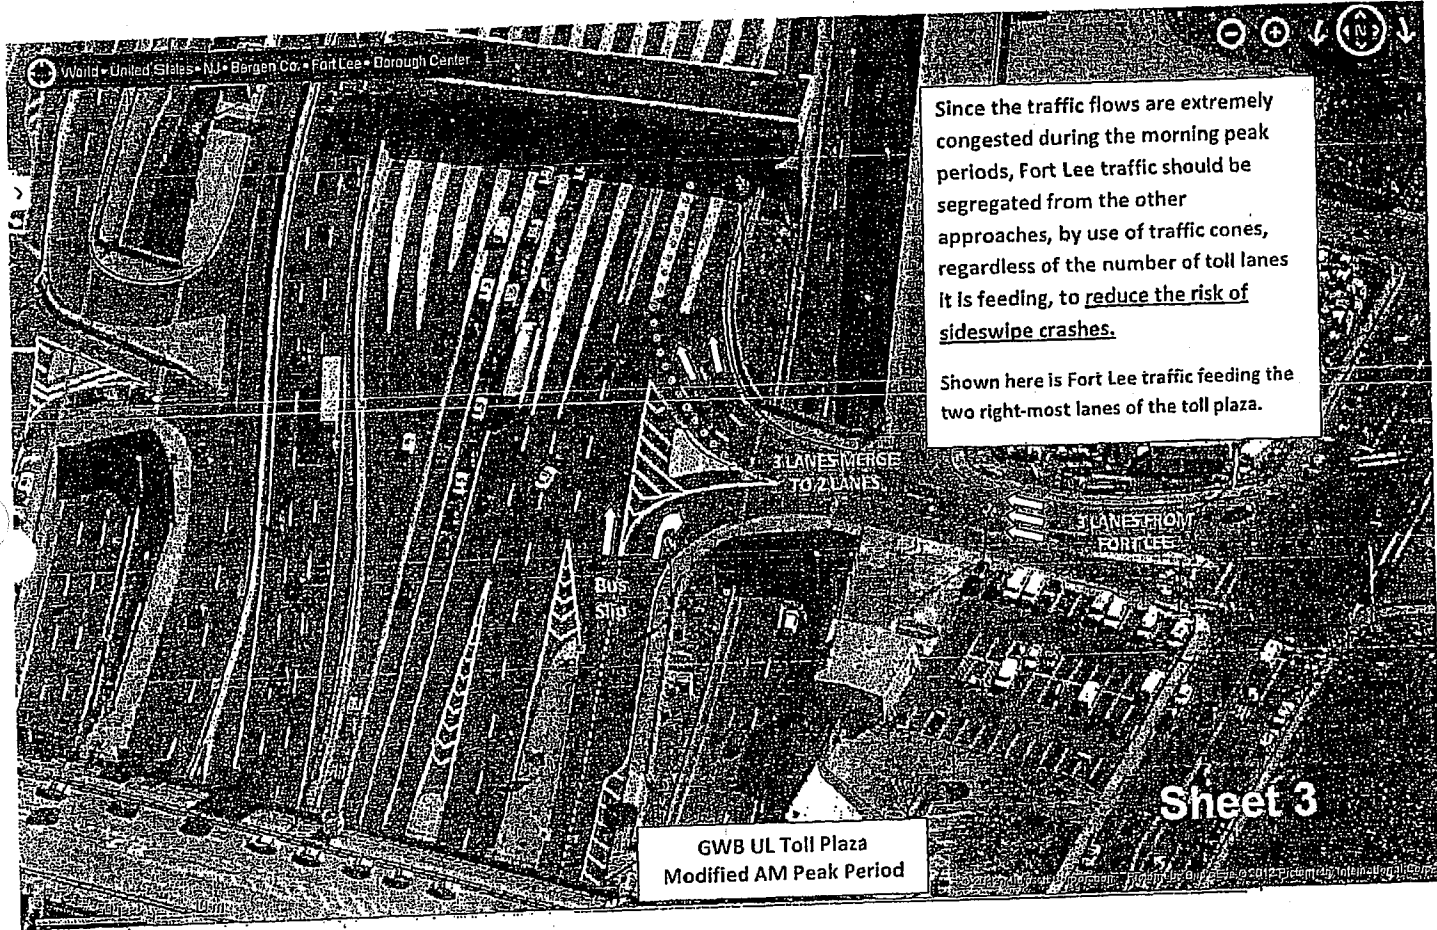 World • United States • NJ • Bergen Co. • Fort Lee • Borough Center
N
Since the traffic flows are extremely
congested during the morning peak
periods, Fort Lee traffic should be
segregated from the other
approaches, by use of traffic cones,
regardless of the number of toll lanes
it is feeding, to reduce the risk of
sideswipe crashes.
Shown here is Fort Lee traffic feeding the
two right-most lanes of the toll plaza.
3 LANES MERGE
TO 2 LANES
3 LANES FROM
FORT LEE
Bus
Slip
Sheet 3
GWB UL Toll Plaza
Modified AM Peak Period
©2012 Pictometry International Corp.